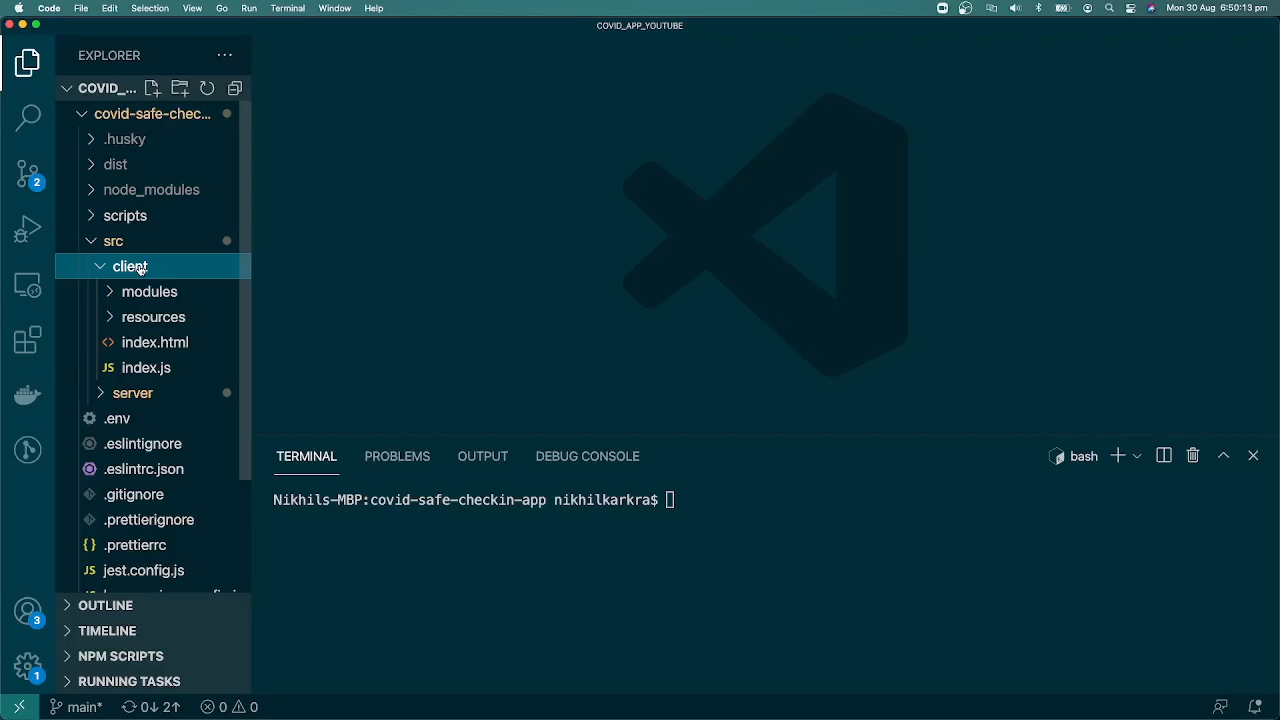 Code File Edit Selection View Go Run Terminal Window Help Mon 30 Aug 6:50:13 pm
COVID_APP_YOUTUBE
EXPLORER
COVID_...
covid-safe-chec...
.husky
dist
node_modules
scripts
2
src
client
modules
resources
index.html
index.js
server
.env
.eslintignore
.eslintrc.json
.gitignore
.prettierignore
.prettierrc
jest.config.js
TERMINAL PROBLEMS OUTPUT DEBUG CONSOLE bash
Nikhils-MBP:covid-safe-checkin-app nikhilkarkra$
OUTLINE
3
TIMELINE
NPM SCRIPTS
1
RUNNING TASKS
main* 0↓ 2↑ 0 0